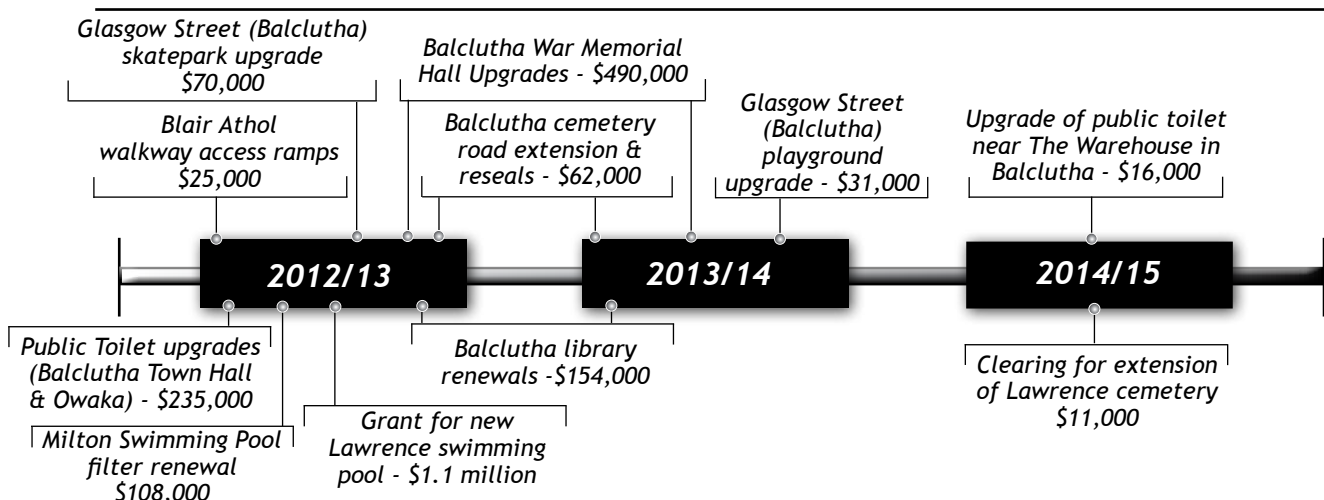 Glasgow Street (Balclutha)
skatepark upgrade
$70,000
Balclutha War Memorial
Hall Upgrades - $490,000
Blair Athol
walkway access ramps
$25,000
Balclutha cemetery
road extension &
reseals - $62,000
Glasgow Street
(Balclutha)
playground
upgrade - $31,000
Upgrade of public toilet
near The Warehouse in
Balclutha - $16,000
2012/13
2013/14
2014/15
Public Toilet upgrades
(Balclutha Town Hall
& Owaka) - $235,000
Balclutha library
renewals -$154,000
Clearing for extension
of Lawrence cemetery
$11,000
Milton Swimming Pool
filter renewal
$108,000
Grant for new
Lawrence swimming
pool - $1.1 million